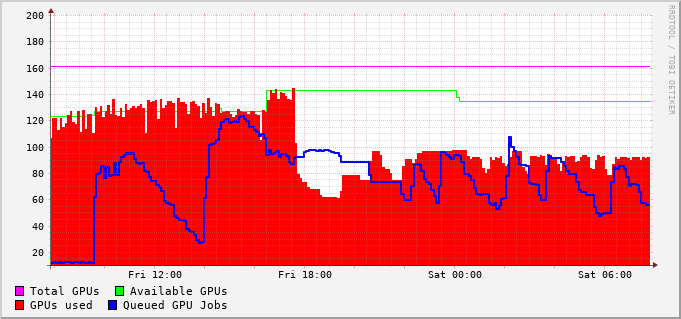 200
180
160
140
120
100
80
60
40
20
Fri 12:00 Fri 18:00 Sat 00:00 Sat 06:00
Total GPUs Available GPUs
GPUs used Queued GPU Jobs
RRDTOOL / TOBI OETIKER